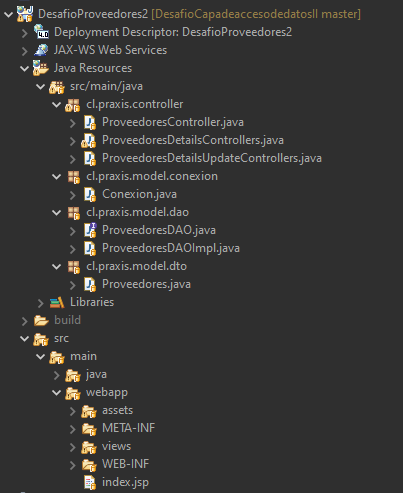 DesafioProveedores2 [DesafioCapadeaccesodedatosII master]
Deployment Descriptor: DesafioProveedores2
JAX-WS Web Services
Java Resources
src/main/java
cl.praxis.controller
ProveedoresController.java
ProveedoresDetailsControllers.java
ProveedoresDetailsUpdateControllers.java
cl.praxis.model.conexion
Conexion.java
cl.praxis.model.dao
ProveedoresDAO.java
ProveedoresDAOImpl.java
cl.praxis.model.dto
Proveedores.java
Libraries
build
src
main
java
webapp
assets
META-INF
views
WEB-INF
index.jsp